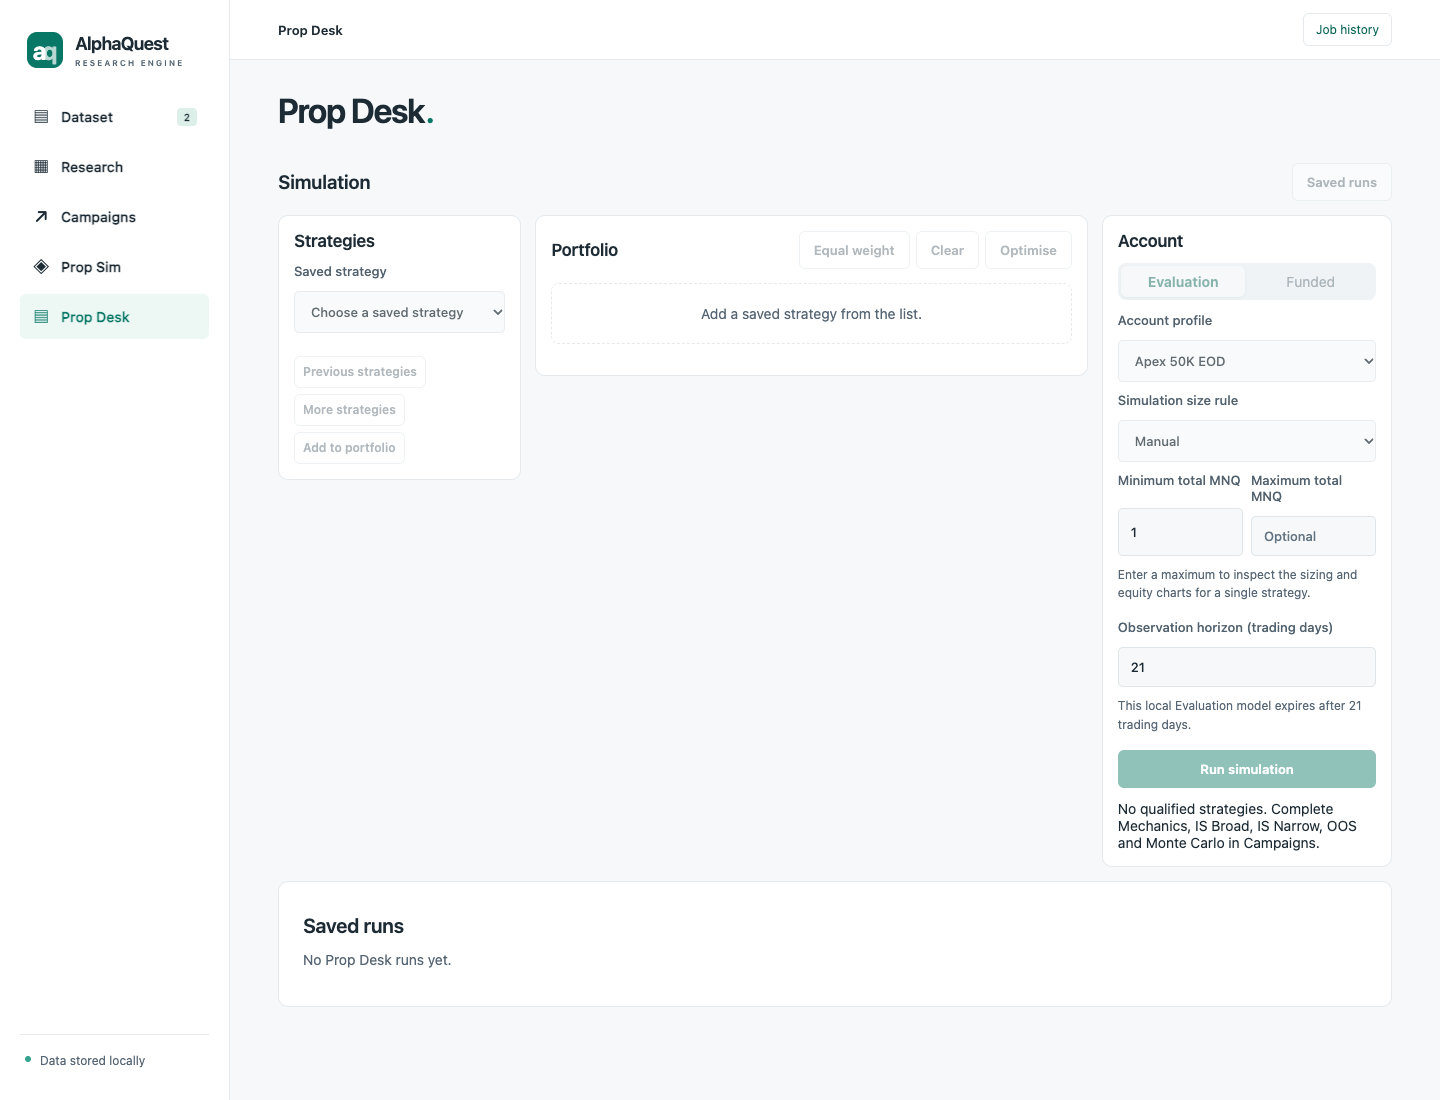 aq
AlphaQuest
RESEARCH ENGINE
Dataset
2
Research
Campaigns
Prop Sim
Prop Desk
Data stored locally
Prop Desk
Job history
Prop Desk.
Simulation
Saved runs
Strategies
Saved strategy
Choose a saved strategy
Previous strategies
More strategies
Add to portfolio
Portfolio
Equal weight
Clear
Optimise
Add a saved strategy from the list.
Account
Evaluation
Funded
Account profile
Apex 50K EOD
Simulation size rule
Manual
Minimum total MNQ
1
Maximum total
MNQ
Optional
Enter a maximum to inspect the sizing and
equity charts for a single strategy.
Observation horizon (trading days)
21
This local Evaluation model expires after 21
trading days.
Run simulation
No qualified strategies. Complete
Mechanics, IS Broad, IS Narrow, OOS
and Monte Carlo in Campaigns.
Saved runs
No Prop Desk runs yet.